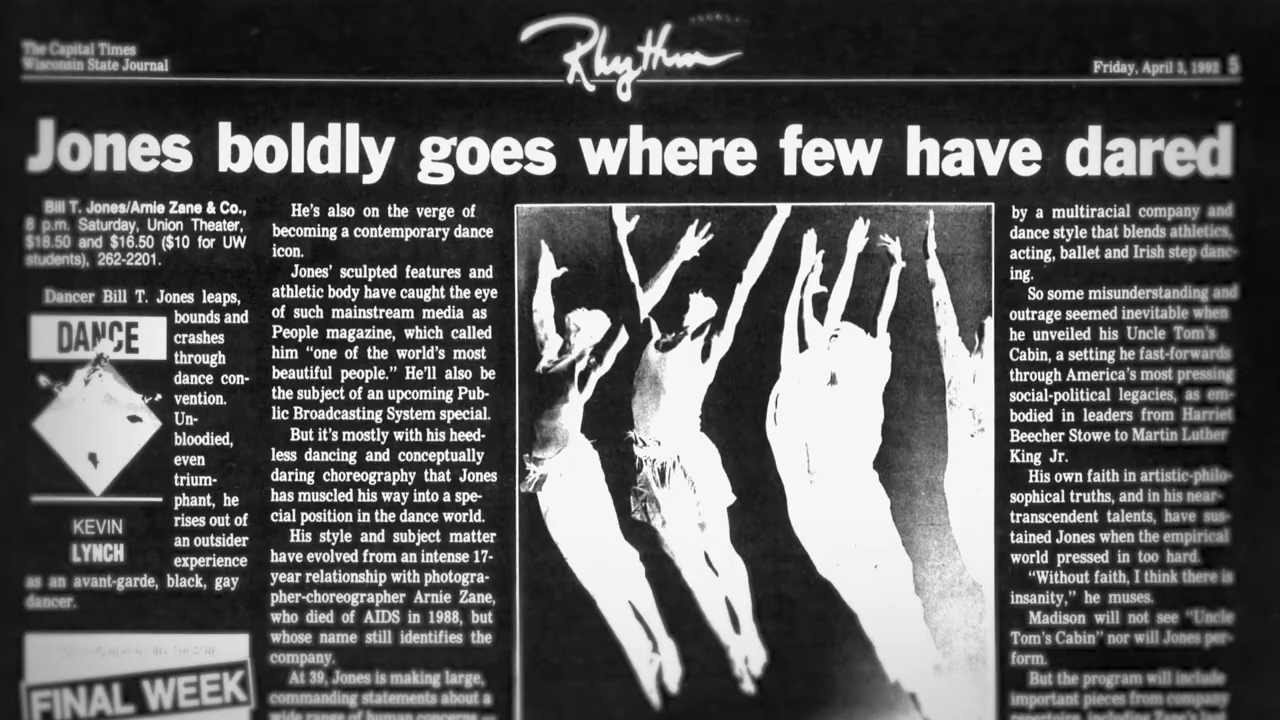 The Capital Times
Wisconsin State Journal
Rhythm
Friday, April 3, 1992 5
Jones boldly goes where few have dared
Bill T. Jones/Arnie Zane & Co.,
8 p.m. Saturday, Union Theater,
$18.50 and $16.50 ($10 for UW
students), 262-2201.
Dancer Bill T. Jones leaps,
bounds and
crashes
through
dance con-
vention.
Un-
bloodied,
even
trium-
phant, he
rises out of
an outsider
experience
as an avant-garde, black, gay
dancer.
DANCE
KEVIN
LYNCH
FINAL WEEK
He's also on the verge of
becoming a contemporary dance
icon.
Jones' sculpted features and
athletic body have caught the eye
of such mainstream media as
People magazine, which called
him "one of the world's most
beautiful people." He'll also be
the subject of an upcoming Pub-
lic Broadcasting System special.
But it's mostly with his heed-
less dancing and conceptually
daring choreography that Jones
has muscled his way into a spe-
cial position in the dance world.
His style and subject matter
have evolved from an intense 17-
year relationship with photogra-
pher-choreographer Arnie Zane,
who died of AIDS in 1988, but
whose name still identifies the
company.
At 39, Jones is making large,
commanding statements about a
wide range of human concerns —
by a multiracial company and
dance style that blends athletics,
acting, ballet and Irish step danc-
ing.
So some misunderstanding and
outrage seemed inevitable when
he unveiled his Uncle Tom's
Cabin, a setting he fast-forwards
through America's most pressing
social-political legacies, as em-
bodied in leaders from Harriet
Beecher Stowe to Martin Luther
King Jr.
His own faith in artistic-philo-
sophical truths, and in his near-
transcendent talents, have sus-
tained Jones when the empirical
world pressed in too hard.
"Without faith, I think there is
insanity," he muses.
Madison will not see "Uncle
Tom's Cabin" nor will Jones per-
form.
But the program will include
important pieces from company